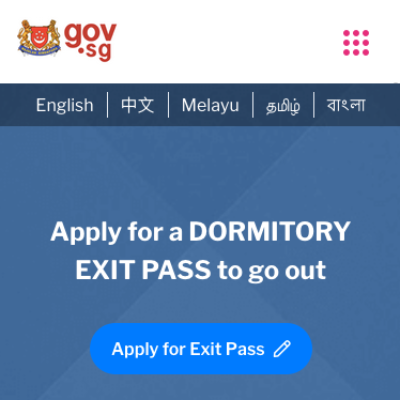 gov
.sg
English | 中文 | Melayu | தமிழ் | বাংলা
Apply for a DORMITORY
EXIT PASS to go out
Apply for Exit Pass